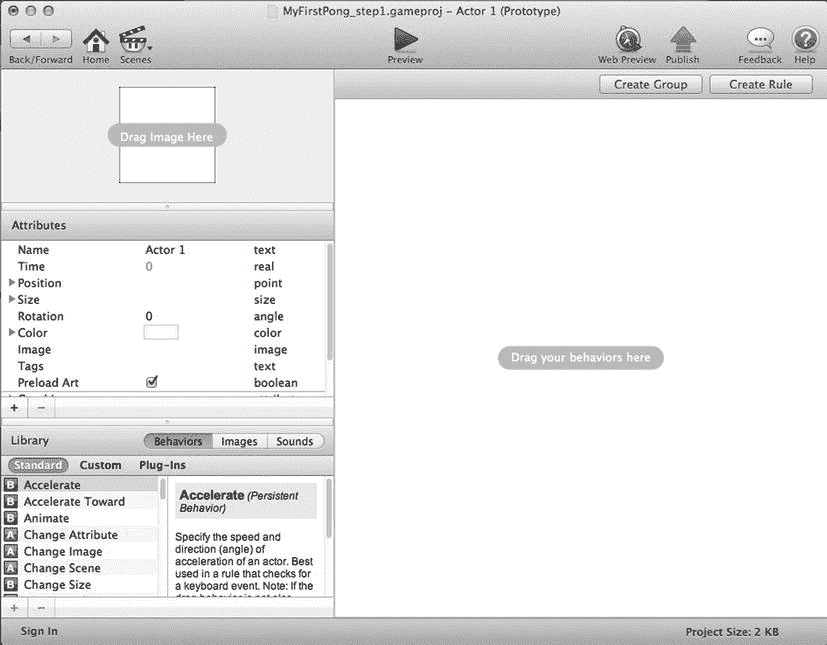 MyFirstPong_step1.gameproj – Actor 1 (Prototype)
Back/Forward Home Scenes Preview Web Preview Publish Feedback Help
Create Group Create Rule
Drag Image Here
Attributes
Name Actor 1 text
Time 0 real
Position point
Size size
Rotation 0 angle
Color color
Image image
Tags text
Preload Art boolean
+ −
Drag your behaviors here
Library Behaviors Images Sounds
Standard Custom Plug-Ins
B Accelerate
B Accelerate Toward
B Animate
A Change Attribute
A Change Image
A Change Scene
B Change Size
Accelerate (Persistent
Behavior)
Specify the speed and
direction (angle) of
acceleration of an actor. Best
used in a rule that checks for
a keyboard event. Note: If the
+ −
Sign In Project Size: 2 KB